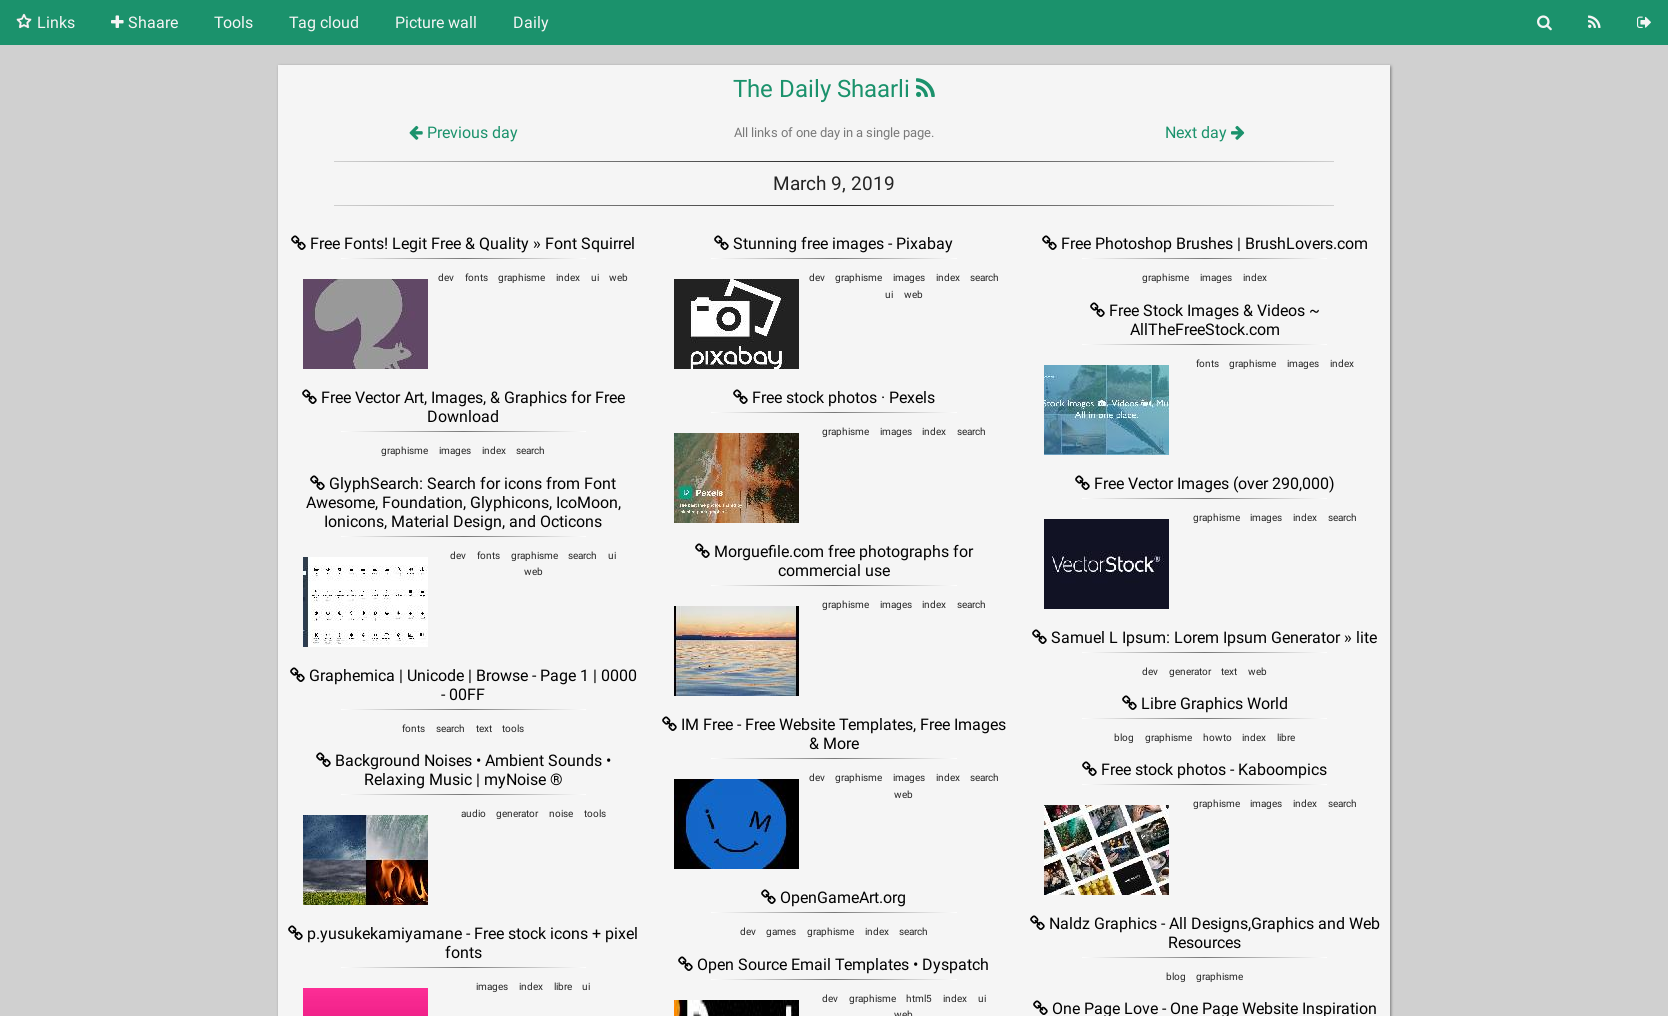 Links
Shaare
Tools
Tag cloud
Picture wall
Daily
The Daily Shaarli
Previous day
All links of one day in a single page.
Next day
March 9, 2019
Free Fonts! Legit Free & Quality » Font Squirrel
dev fonts graphisme index ui web
Free Vector Art, Images, & Graphics for Free
Download
graphisme images index search
GlyphSearch: Search for icons from Font
Awesome, Foundation, Glyphicons, IcoMoon,
Ionicons, Material Design, and Octicons
dev fonts graphisme search ui
web
Graphemica | Unicode | Browse - Page 1 | 0000
- 00FF
fonts search text tools
Background Noises • Ambient Sounds •
Relaxing Music | myNoise ®
audio generator noise tools
p.yusukekamiyamane - Free stock icons + pixel
fonts
images index libre ui
Stunning free images - Pixabay
dev graphisme images index search
ui web
pixabay
Free stock photos · Pexels
graphisme images index search
Pexels
Morguefile.com free photographs for
commercial use
graphisme images index search
IM Free - Free Website Templates, Free Images
& More
dev graphisme images index search
web
i M
OpenGameArt.org
dev games graphisme index search
Open Source Email Templates • Dyspatch
dev graphisme html5 index ui
web
Free Photoshop Brushes | BrushLovers.com
graphisme images index
Free Stock Images & Videos ~
AllTheFreeStock.com
fonts graphisme images index
Stock Images , Videos , Mu
All in one place.
Free Vector Images (over 290,000)
graphisme images index search
VectorStock®
Samuel L Ipsum: Lorem Ipsum Generator » lite
dev generator text web
Libre Graphics World
blog graphisme howto index libre
Free stock photos - Kaboompics
graphisme images index search
Naldz Graphics - All Designs,Graphics and Web
Resources
blog graphisme
One Page Love - One Page Website Inspiration